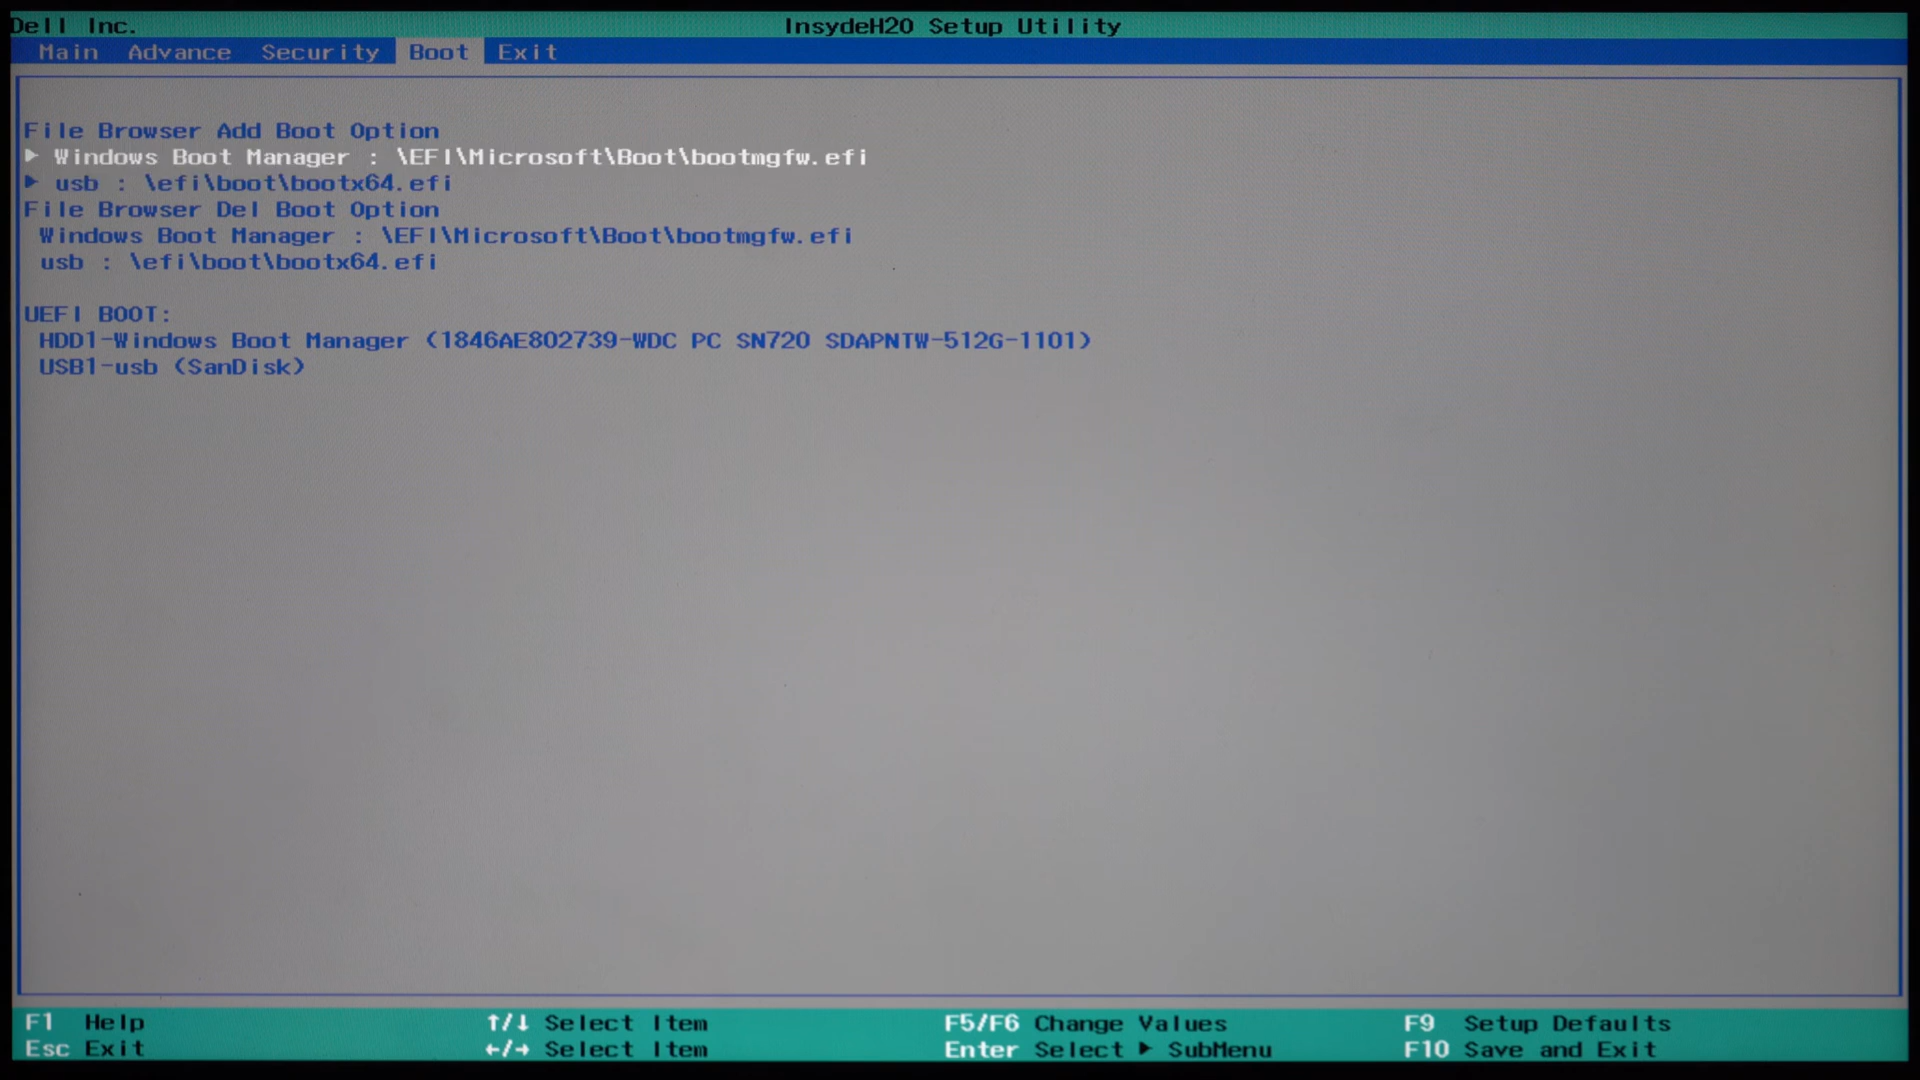 Dell Inc.
InsydeH20 Setup Utility
Main Advance Security Boot Exit
File Browser Add Boot Option
▶ Windows Boot Manager : \EFI\Microsoft\Boot\bootmgfw.efi
▶ usb : \efi\boot\bootx64.efi
File Browser Del Boot Option
Windows Boot Manager : \EFI\Microsoft\Boot\bootmgfw.efi
usb : \efi\boot\bootx64.efi
UEFI BOOT:
HDD1-Windows Boot Manager (1846AE802739-WDC PC SN720 SDAPNTW-512G-1101)
USB1-usb (SanDisk)
F1 Help ↑/↓ Select Item F5/F6 Change Values F9 Setup Defaults
Esc Exit ←/→ Select Item Enter Select ▶ SubMenu F10 Save and Exit